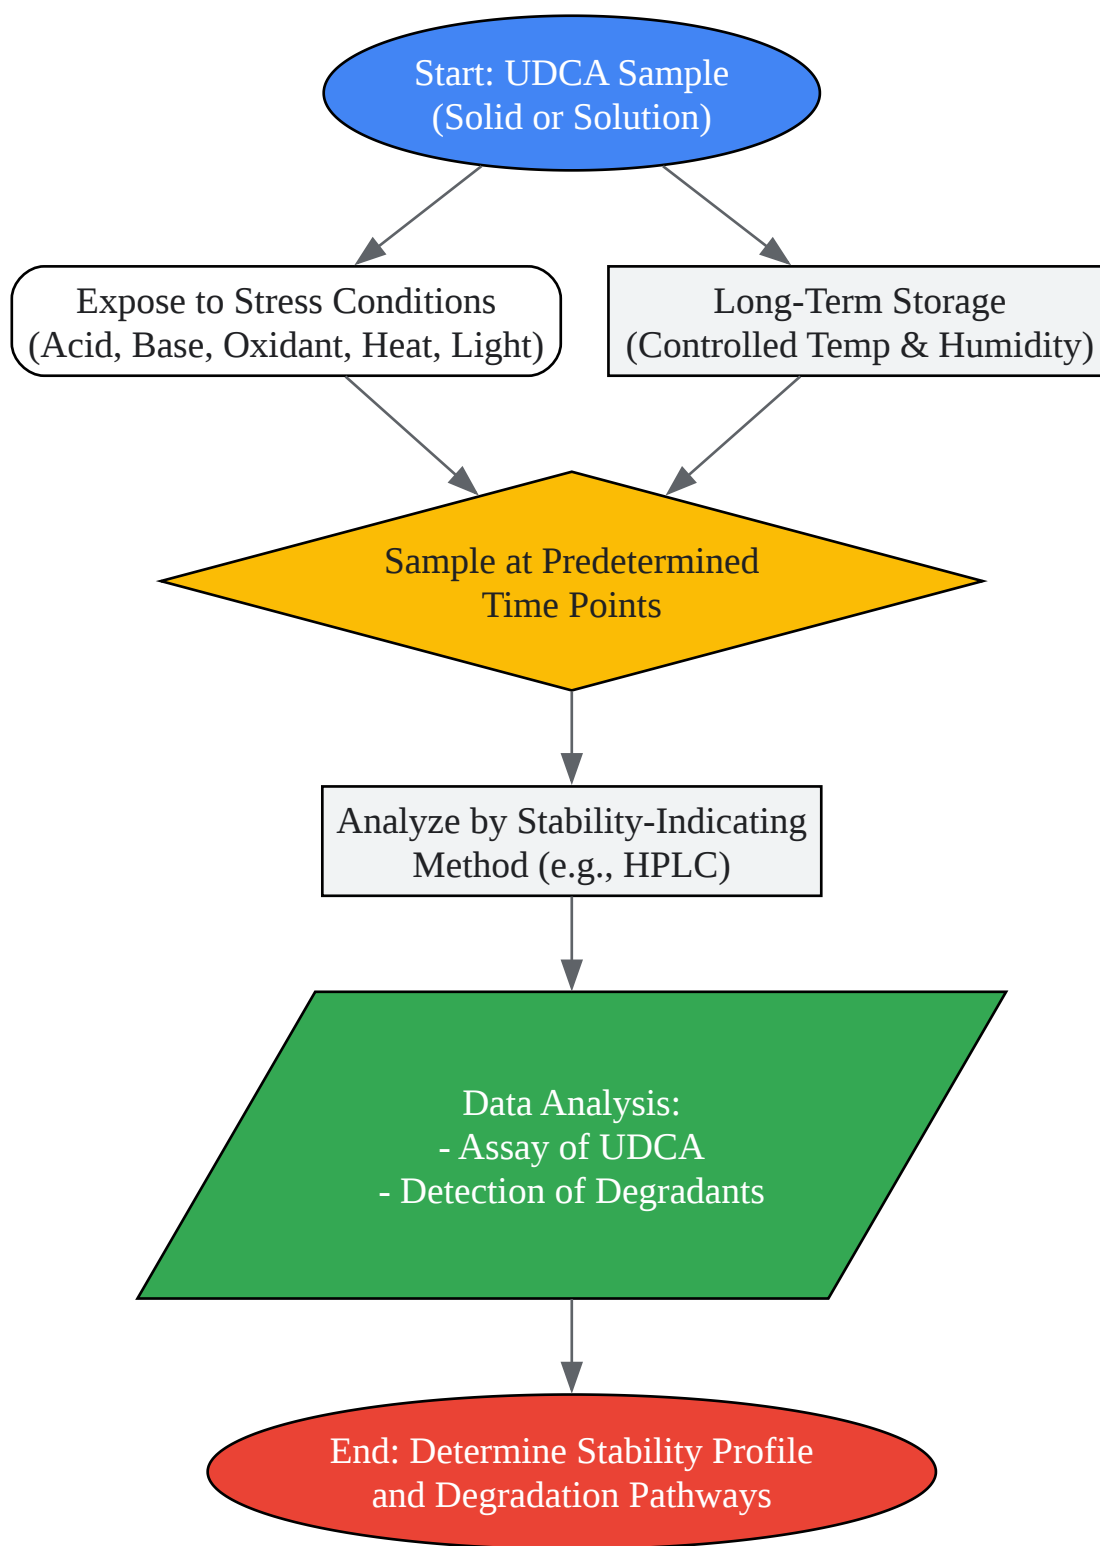 Start: UDCA Sample
(Solid or Solution)
Expose to Stress Conditions
(Acid, Base, Oxidant, Heat, Light)
Long-Term Storage
(Controlled Temp & Humidity)
Sample at Predetermined
Time Points
Analyze by Stability-Indicating
Method (e.g., HPLC)
Data Analysis:
- Assay of UDCA
- Detection of Degradants
End: Determine Stability Profile
and Degradation Pathways